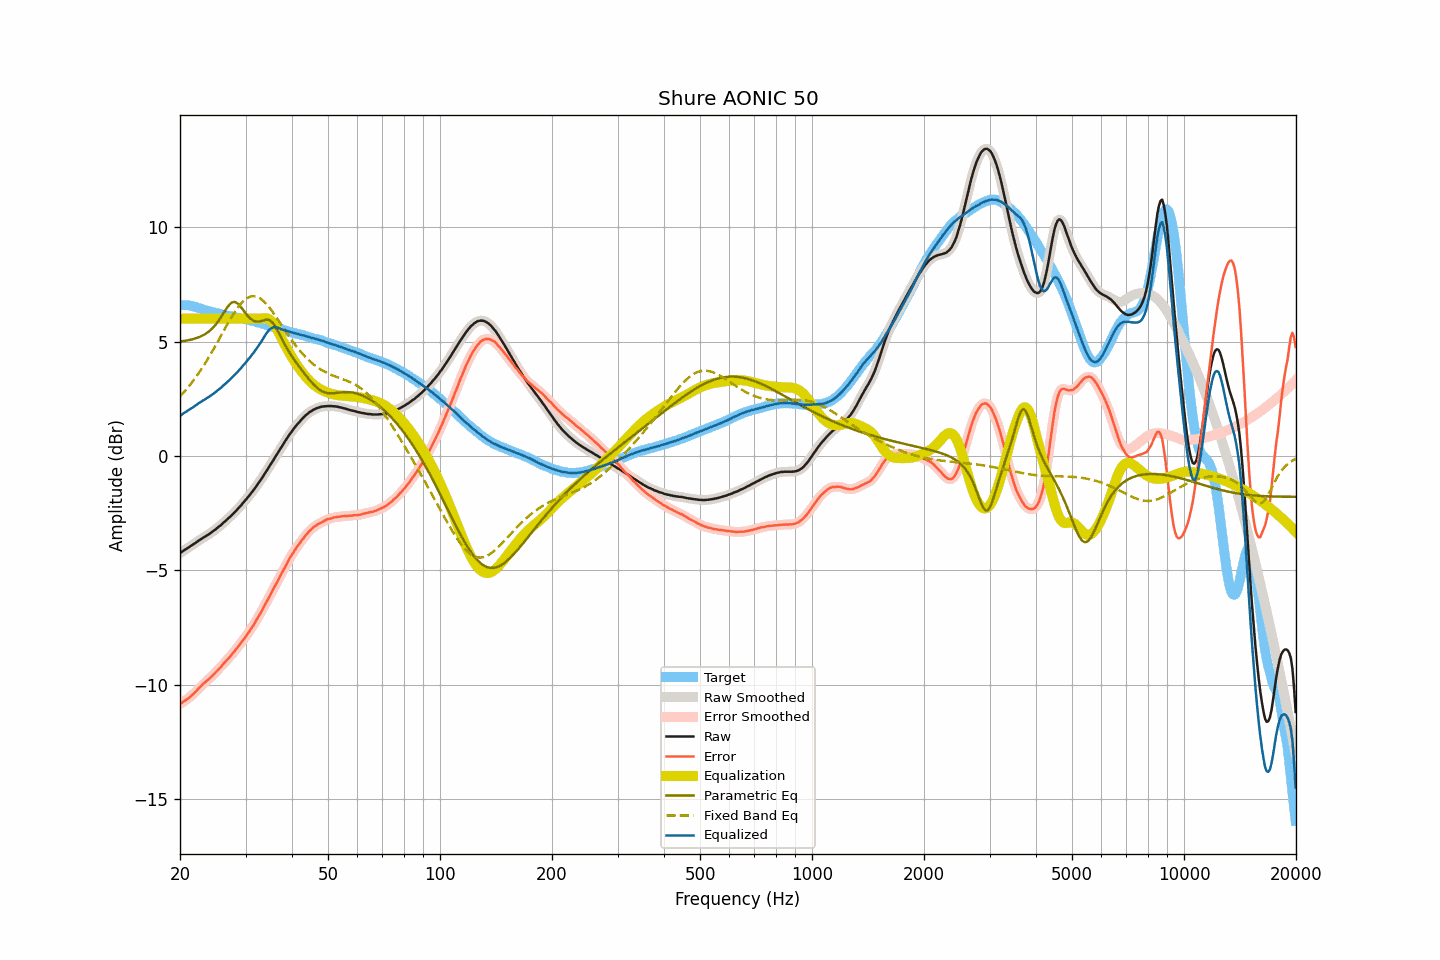 Shure AONIC 50
Amplitude (dBr)
10
5
0
−5
−10
−15
Target
Raw Smoothed
Error Smoothed
Raw
Error
Equalization
Parametric Eq
Fixed Band Eq
Equalized
20 50 100 200 500 1000 2000 5000 10000 20000
Frequency (Hz)